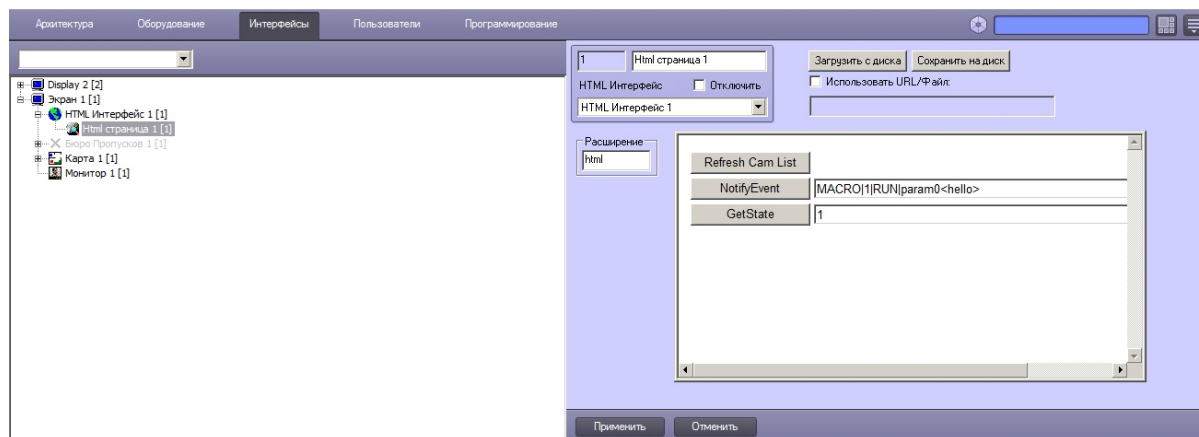 Архитектура Оборудование Интерфейсы Пользователи Программирование
Display 2 [2]
Экран 1 [1]
HTML Интерфейс 1 [1]
Html страница 1 [1]
Бюро Пропусков 1 [1]
Карта 1 [1]
Монитор 1 [1]
1 Html страница 1
HTML Интерфейс Отключить
HTML Интерфейс 1
Загрузить с диска Сохранить на диск
Использовать URL/Файл:
Расширение
html
Refresh Cam List
NotifyEvent MACRO|1|RUN|param0<hello>
GetState 1
Применить Отменить